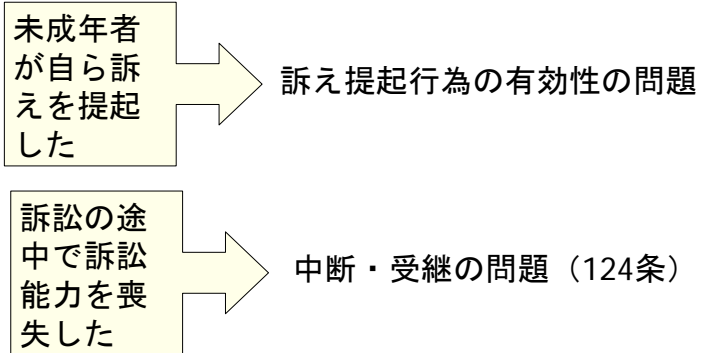 未成年者
が自ら訴
えを提起
した
訴え提起行為の有効性の問題
訴訟の途
中で訴訟
能力を喪
失した
中断・受継の問題（124条）